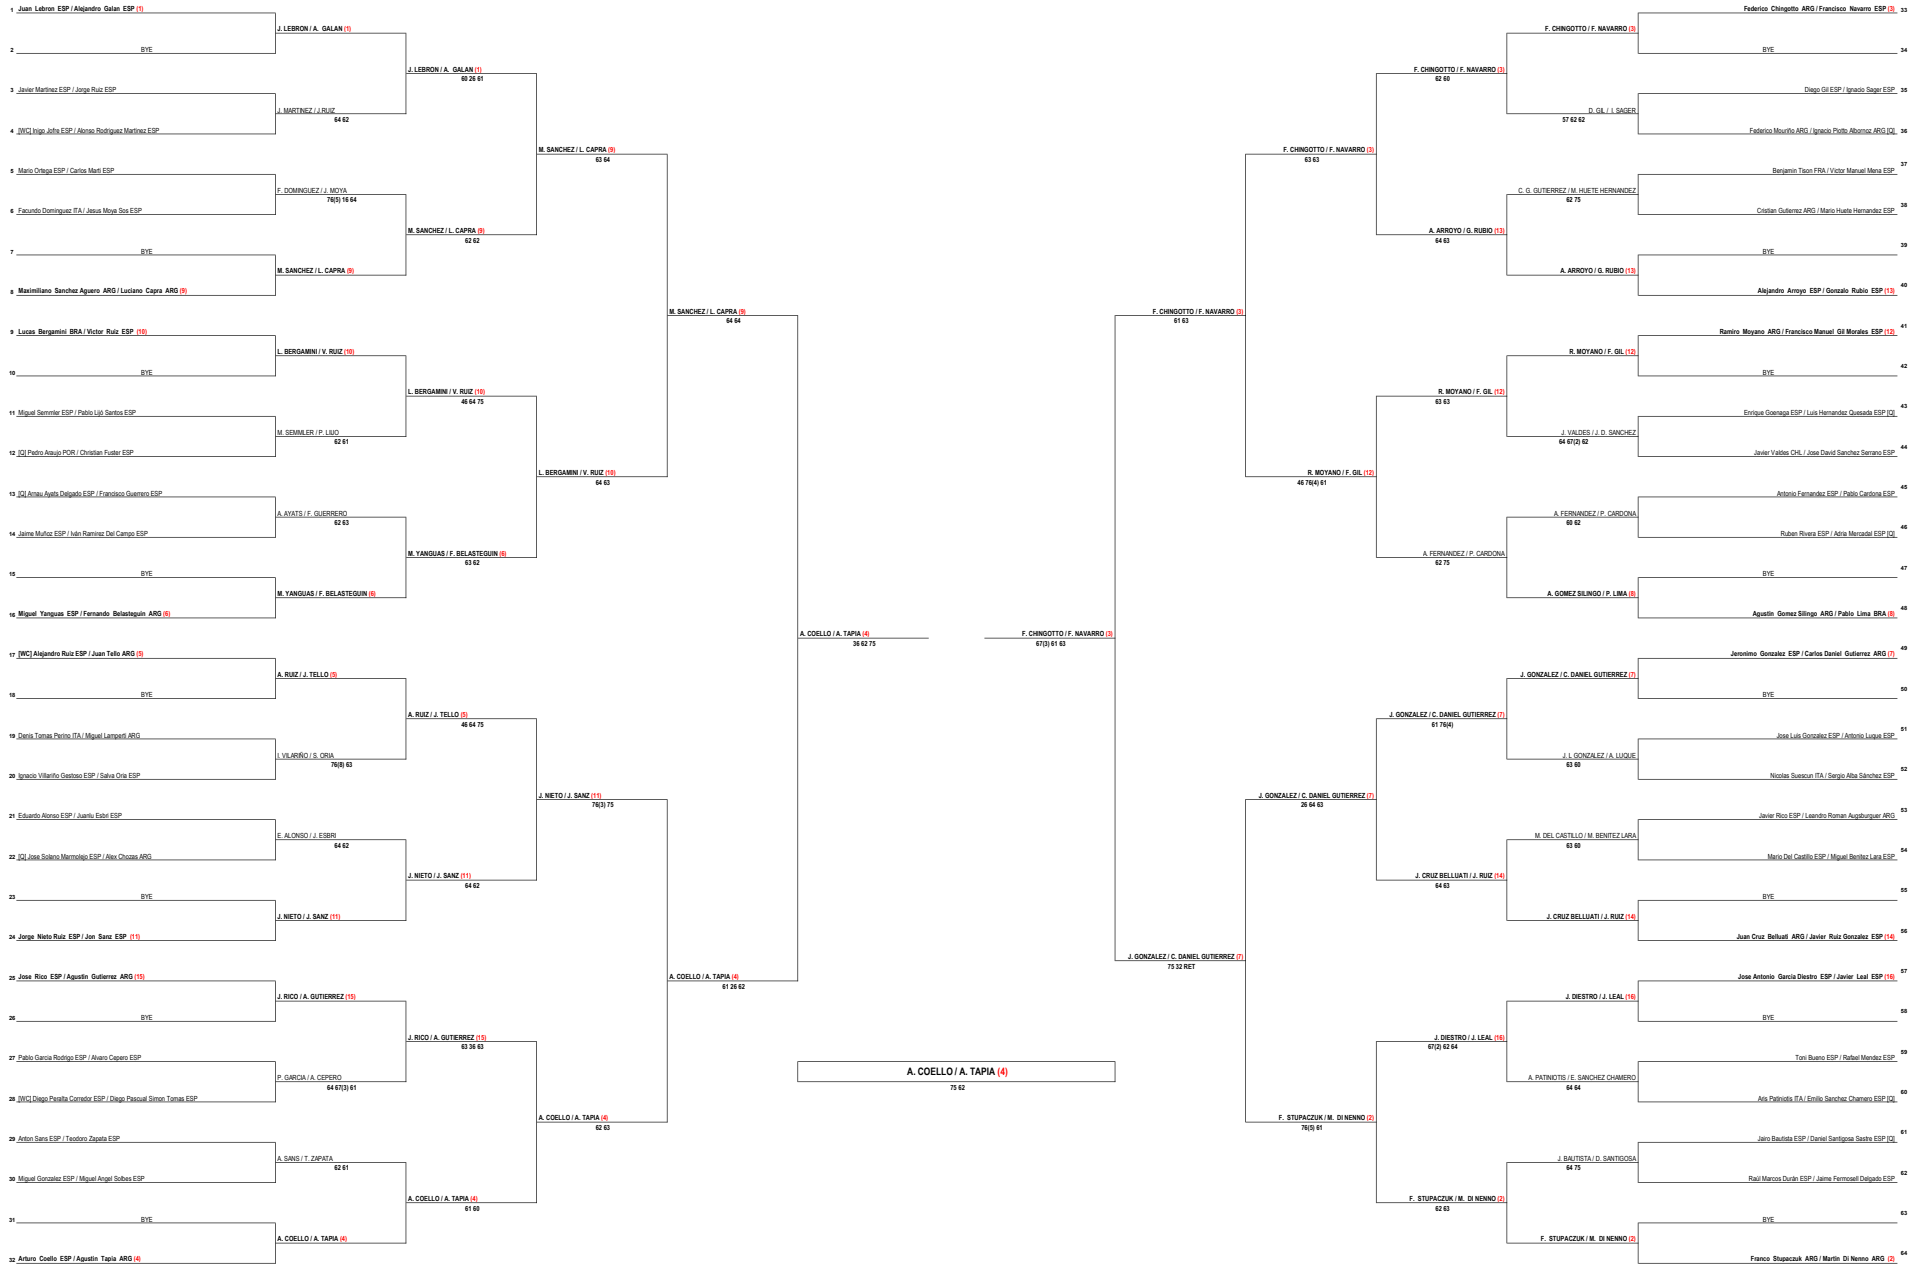 1 Juan Lebron ESP / Alejandro Galan ESP (1)
J. LEBRON / A. GALAN (1)
2 BYE
J. LEBRON / A. GALAN (1)
60 26 61
3 Javier Martinez ESP / Jorge Ruiz ESP
J. MARTINEZ / J.RUIZ
64 62
4 [WC] Inigo Jofre ESP / Alonso Rodriguez Martinez ESP
M. SANCHEZ / L. CAPRA (9)
63 64
5 Mario Ortega ESP / Carlos Marti ESP
F. DOMINGUEZ / J. MOYA
76(5) 16 64
6 Facundo Dominguez ITA / Jesus Moya Sos ESP
M. SANCHEZ / L. CAPRA (9)
62 62
7 BYE
M. SANCHEZ / L. CAPRA (9)
8 Maximiliano Sanchez Aguero ARG / Luciano Capra ARG (9)
M. SANCHEZ / L. CAPRA (9)
64 64
9 Lucas Bergamini BRA / Victor Ruiz ESP (10)
L. BERGAMINI / V. RUIZ (10)
10 BYE
L. BERGAMINI / V. RUIZ (10)
46 64 75
11 Miguel Semmler ESP / Pablo Lijó Santos ESP
M. SEMMLER / P. LIJO
62 61
12 [Q] Pedro Araujo POR / Christian Fuster ESP
L. BERGAMINI / V. RUIZ (10)
64 63
13 [Q] Arnau Ayats Delgado ESP / Francisco Guerrero ESP
A. AYATS / F. GUERRERO
62 63
14 Jaime Muñoz ESP / Iván Ramírez Del Campo ESP
M. YANGUAS / F. BELASTEGUIN (6)
63 62
15 BYE
M. YANGUAS / F. BELASTEGUIN (6)
16 Miguel Yanguas ESP / Fernando Belasteguin ARG (6)
A. COELLO / A. TAPIA (4)
36 62 75
17 [WC] Alejandro Ruiz ESP / Juan Tello ARG (5)
A. RUIZ / J. TELLO (5)
18 BYE
A. RUIZ / J. TELLO (5)
46 64 75
19 Denis Tomas Perino ITA / Miguel Lamperti ARG
I. VILARIÑO / S. ORIA
76(8) 63
20 Ignacio Villariño Gestoso ESP / Salva Oria ESP
J. NIETO / J. SANZ (11)
76(3) 75
21 Eduardo Alonso ESP / Juanlu Esbri ESP
E. ALONSO / J. ESBRI
64 62
22 [Q] Jose Solano Marmolejo ESP / Alex Chozas ARG
J. NIETO / J. SANZ (11)
64 62
23 BYE
J. NIETO / J. SANZ (11)
24 Jorge Nieto Ruiz ESP / Jon Sanz ESP (11)
A. COELLO / A. TAPIA (4)
61 26 62
25 Jose Rico ESP / Agustin Gutierrez ARG (15)
J. RICO / A. GUTIERREZ (15)
26 BYE
J. RICO / A. GUTIERREZ (15)
63 36 63
27 Pablo Garcia Rodrigo ESP / Alvaro Cepero ESP
P. GARCIA / A. CEPERO
64 67(3) 61
28 [WC] Diego Peralta Corredor ESP / Diego Pascual Simon Tomas ESP
A. COELLO / A. TAPIA (4)
62 63
29 Anton Sans ESP / Teodoro Zapata ESP
A. SANS / T. ZAPATA
62 61
30 Miguel Gonzalez ESP / Miguel Angel Solbes ESP
A. COELLO / A. TAPIA (4)
61 60
31 BYE
A. COELLO / A. TAPIA (4)
32 Arturo Coello ESP / Agustin Tapia ARG (4)
A. COELLO / A. TAPIA (4)
75 62
Federico Chingotto ARG / Francisco Navarro ESP (3) 33
F. CHINGOTTO / F. NAVARRO (3)
BYE 34
F. CHINGOTTO / F. NAVARRO (3)
62 60
Diego Gil ESP / Ignacio Sager ESP 35
D. GIL / I. SAGER
57 62 62
Federico Mouriño ARG / Ignacio Piotto Albornoz ARG [Q] 36
F. CHINGOTTO / F. NAVARRO (3)
63 63
Benjamin Tison FRA / Victor Manuel Mena ESP 37
C. G. GUTIERREZ / M. HUETE HERNANDEZ
62 75
Cristian Gutierrez ARG / Mario Huete Hernandez ESP 38
A. ARROYO / G. RUBIO (13)
64 63
BYE 39
A. ARROYO / G. RUBIO (13)
Alejandro Arroyo ESP / Gonzalo Rubio ESP (13) 40
F. CHINGOTTO / F. NAVARRO (3)
61 63
Ramiro Moyano ARG / Francisco Manuel Gil Morales ESP (12) 41
R. MOYANO / F. GIL (12)
BYE 42
R. MOYANO / F. GIL (12)
63 63
Enrique Goenaga ESP / Luis Hernandez Quesada ESP [Q] 43
J. VALDES / J. D. SANCHEZ
64 67(2) 62
Javier Valdes CHL / Jose David Sanchez Serrano ESP 44
R. MOYANO / F. GIL (12)
46 76(4) 61
Antonio Fernandez ESP / Pablo Cardona ESP 45
A. FERNANDEZ / P. CARDONA
60 62
Ruben Rivera ESP / Adria Mercadal ESP [Q] 46
A. FERNANDEZ / P. CARDONA
62 75
BYE 47
A. GOMEZ SILINGO / P. LIMA (8)
Agustin Gomez Silingo ARG / Pablo Lima BRA (8) 48
F. CHINGOTTO / F. NAVARRO (3)
67(3) 61 63
Jeronimo Gonzalez ESP / Carlos Daniel Gutierrez ARG (7) 49
J. GONZALEZ / C. DANIEL GUTIERREZ (7)
BYE 50
J. GONZALEZ / C. DANIEL GUTIERREZ (7)
61 76(4)
Jose Luis Gonzalez ESP / Antonio Luque ESP 51
J. L GONZALEZ / A. LUQUE
63 60
Nicolas Suescun ITA / Sergio Alba Sánchez ESP 52
J. GONZALEZ / C. DANIEL GUTIERREZ (7)
26 64 63
Javier Rico ESP / Leandro Roman Augsburguer ARG 53
M. DEL CASTILLO / M. BENITEZ LARA
63 60
Mario Del Castillo ESP / Miguel Benitez Lara ESP 54
J. CRUZ BELLUATI / J. RUIZ (14)
64 63
BYE 55
J. CRUZ BELLUATI / J. RUIZ (14)
Juan Cruz Belluati ARG / Javier Ruiz Gonzalez ESP (14) 56
J. GONZALEZ / C. DANIEL GUTIERREZ (7)
75 32 RET
Jose Antonio Garcia Diestro ESP / Javier Leal ESP (16) 57
J. DIESTRO / J. LEAL (16)
BYE 58
J. DIESTRO / J. LEAL (16)
67(2) 62 64
Toni Bueno ESP / Rafael Mendez ESP 59
A. PATINIOTIS / E. SANCHEZ CHAMERO
64 64
Aris Patiniotis ITA / Emilio Sanchez Chamero ESP [Q] 60
F. STUPACZUK / M. DI NENNO (2)
76(5) 61
Jairo Bautista ESP / Daniel Santigosa Sastre ESP [Q] 61
J. BAUTISTA / D. SANTIGOSA
64 75
Raúl Marcos Durán ESP / Jaime Fermosell Delgado ESP 62
F. STUPACZUK / M. DI NENNO (2)
62 63
BYE 63
F. STUPACZUK / M. DI NENNO (2)
Franco Stupaczuk ARG / Martin Di Nenno ARG (2) 64